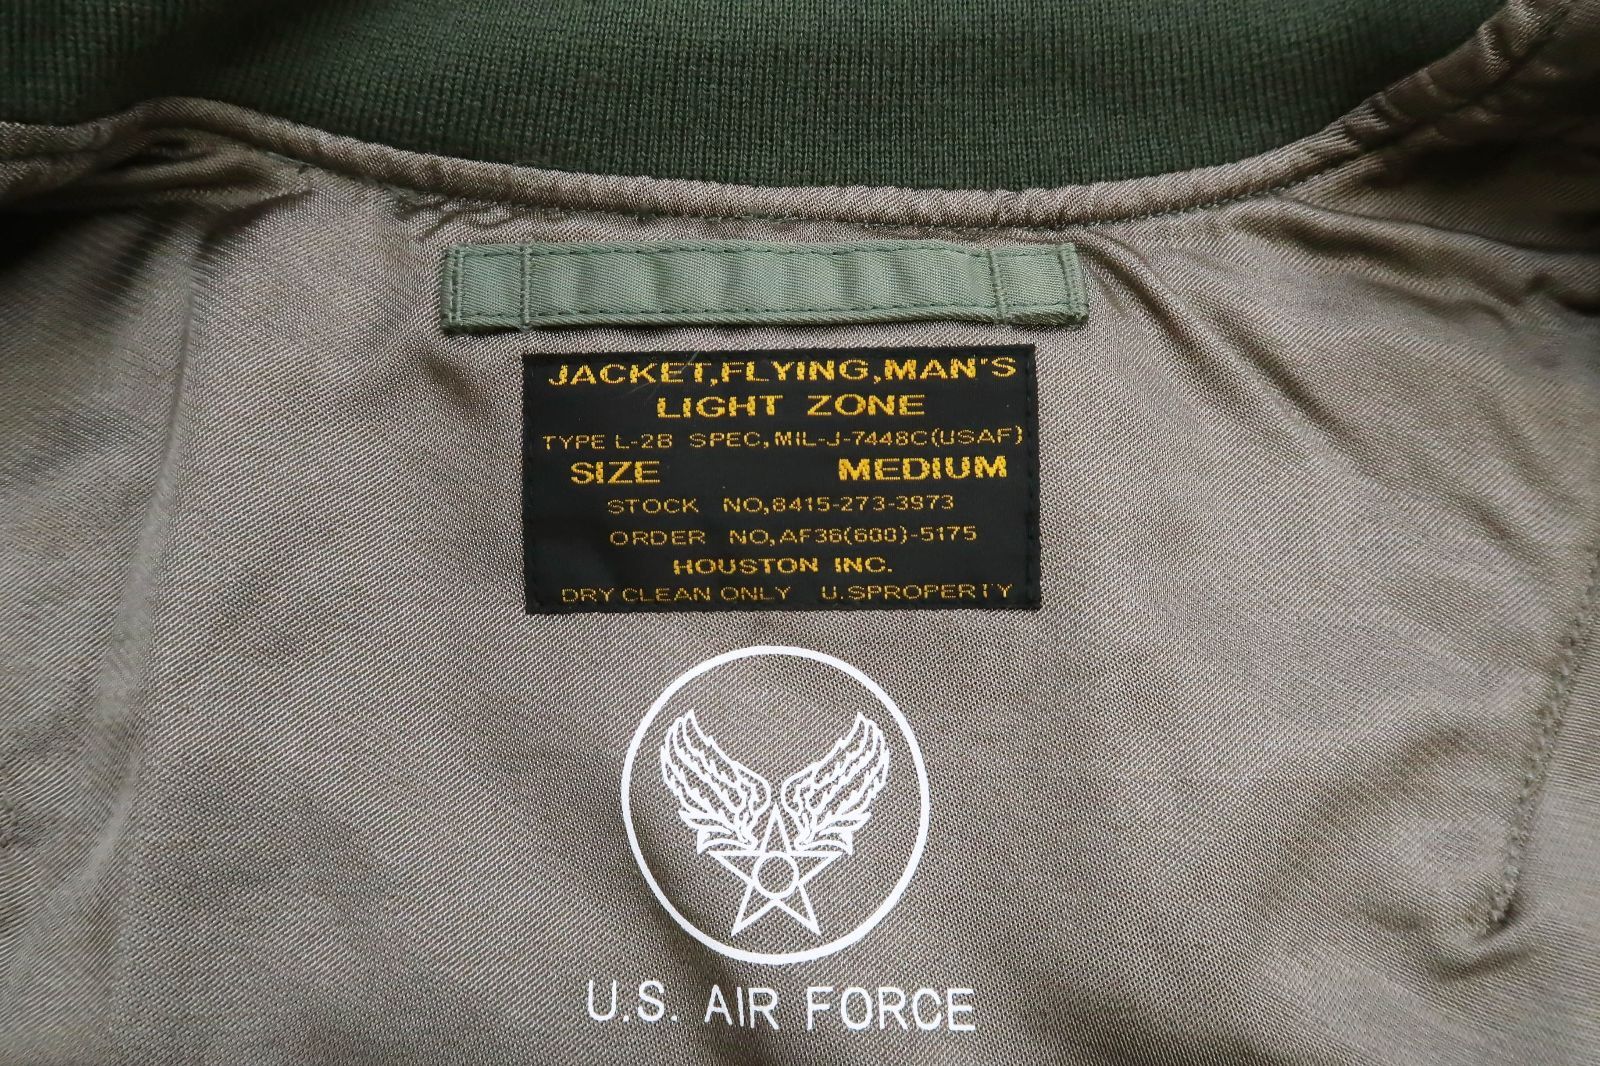 JACKET,FLYING,MAN'S
LIGHT ZONE
TYPE L-2B SPEC,MIL-J-7448C(USAF)
SIZE MEDIUM
STOCK NO,8415-273-3973
ORDER NO,AF36(600)-5175
HOUSTON INC.
DRY CLEAN ONLY U.SPROPERTY
U.S. AIR FORCE